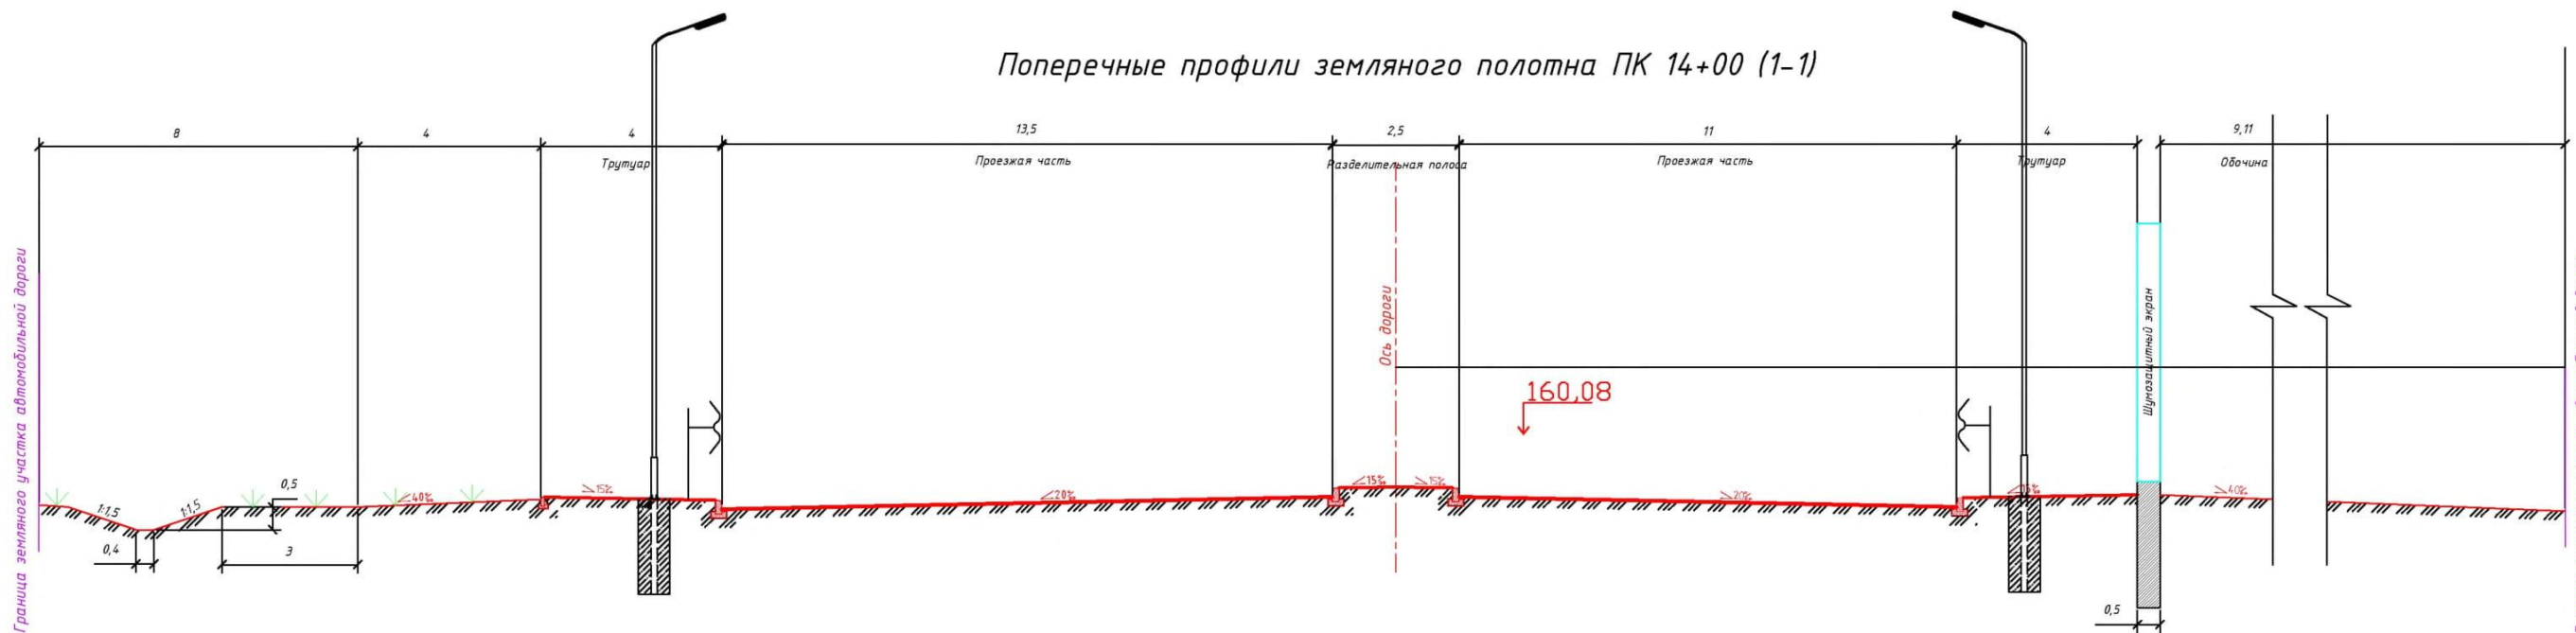 Поперечные профили земляного полотна ПК 14+00 (1-1)
8
4
4
13,5
2,5
11
4
9,11
Трутуар
Проезжая часть
Разделительная полоса
Проезжая часть
Трутуар
Обочина
Граница земляного участка автомобильной дороги
Ось дороги
Шумозащитный экран
160,08
1:1,5
1:1,5
0,5
40‰
15‰
20‰
15‰
15‰
20‰
15‰
40‰
0,4
3
0,5